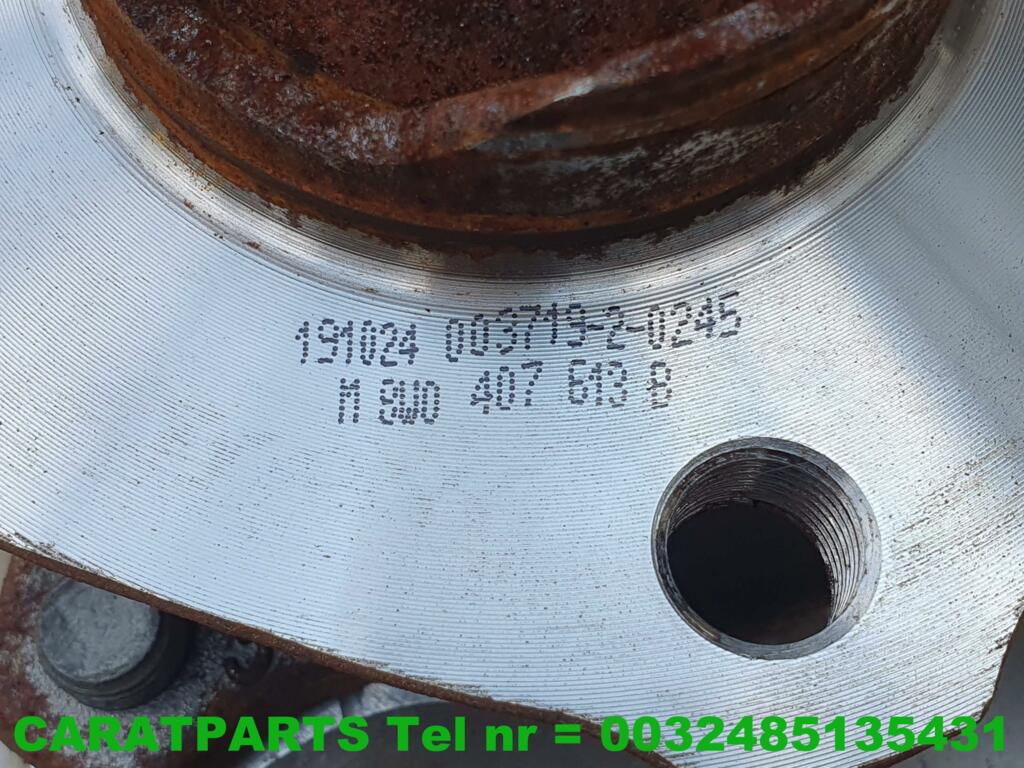 191024 003719-2-0245
M 8W0 407 613 B
CARATPARTS Tel nr = 0032485135431